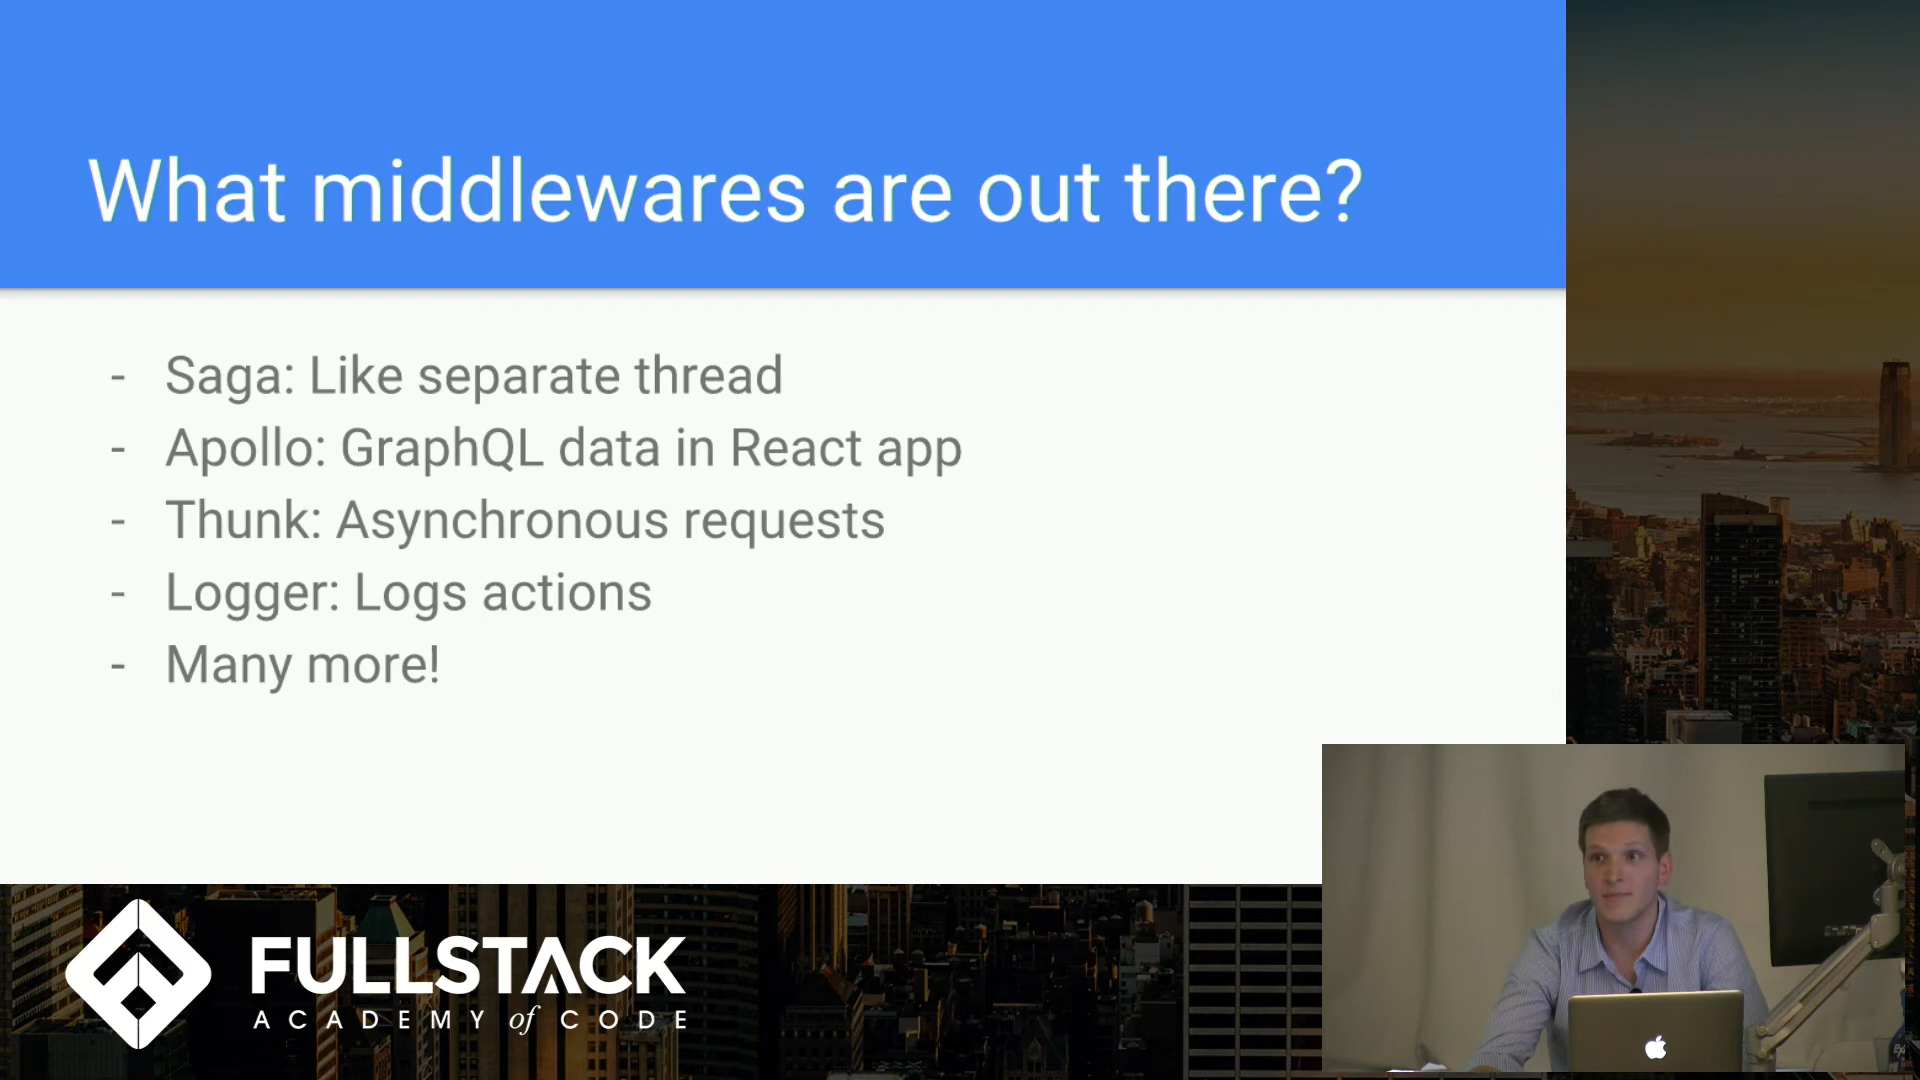 What middlewares are out there?
- Saga: Like separate thread
- Apollo: GraphQL data in React app
- Thunk: Asynchronous requests
- Logger: Logs actions
- Many more!
FULLSTACK
ACADEMY of CODE